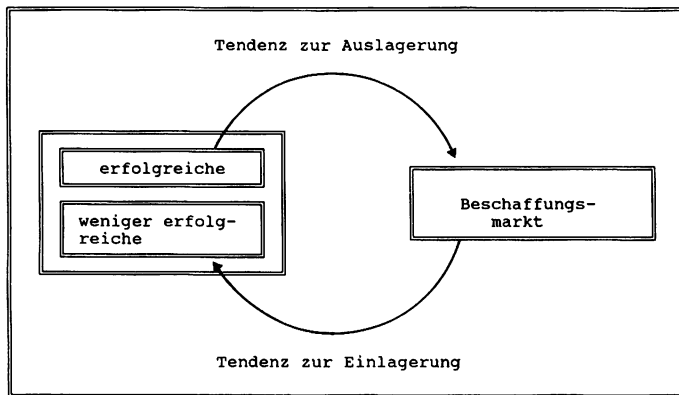 Tendenz zur Auslagerung
erfolgreiche
weniger erfolg-
reiche
Beschaffungs-
markt
Tendenz zur Einlagerung